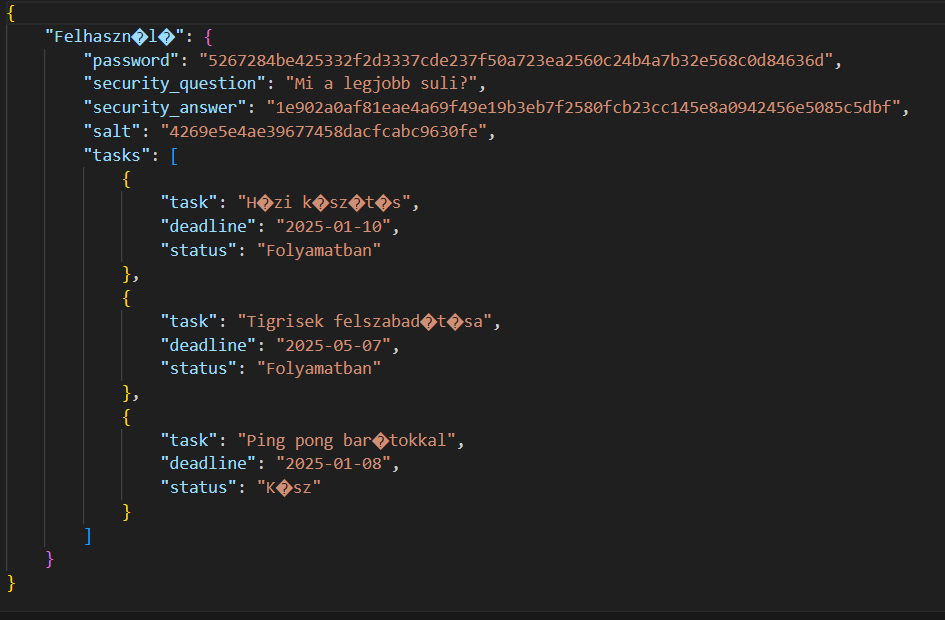 {
"Felhaszn�l�": {
"password": "5267284be425332f2d3337cde237f50a723ea2560c24b4a7b32e568c0d84636d",
"security_question": "Mi a legjobb suli?",
"security_answer": "1e902a0af81eae4a69f49e19b3eb7f2580fcb23cc145e8a0942456e5085c5dbf",
"salt": "4269e5e4ae39677458dacfcabc9630fe",
"tasks": [
{
"task": "H�zi k�sz�t�s",
"deadline": "2025-01-10",
"status": "Folyamatban"
},
{
"task": "Tigrisek felszabad�t�sa",
"deadline": "2025-05-07",
"status": "Folyamatban"
},
{
"task": "Ping pong bar�tokkal",
"deadline": "2025-01-08",
"status": "K�sz"
}
]
}
}